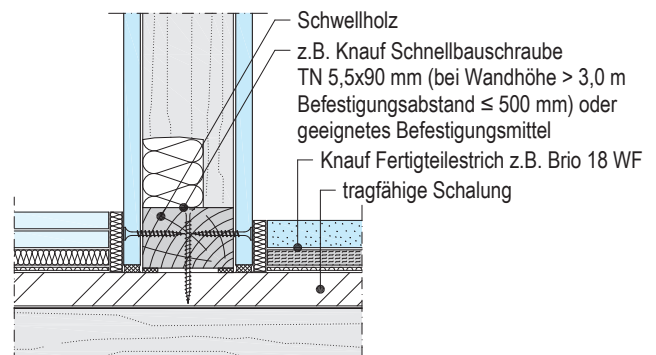 Schwellholz
z.B. Knauf Schnellbauschraube
TN 5,5x90 mm (bei Wandhöhe > 3,0 m
Befestigungsabstand ≤ 500 mm) oder
geeignetes Befestigungsmittel
Knauf Fertigteilestrich z.B. Brio 18 WF
tragfähige Schalung